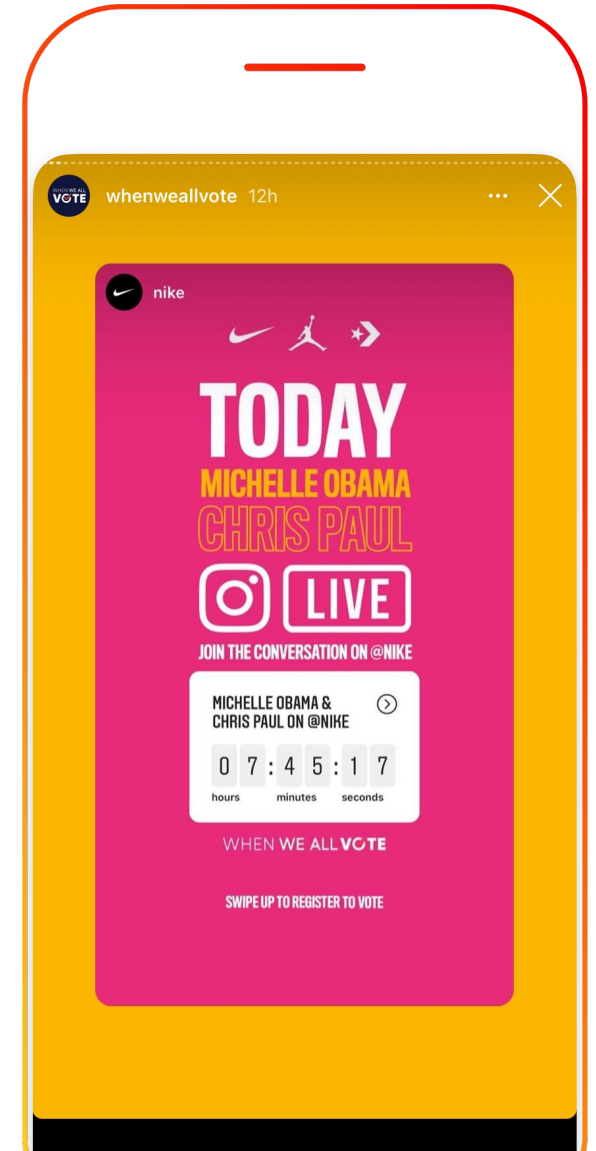 WHEN WE ALL
VOTE
whenweallvote 12h
nike
TODAY
MICHELLE OBAMA
CHRIS PAUL
LIVE
JOIN THE CONVERSATION ON @NIKE
MICHELLE OBAMA &
CHRIS PAUL ON @NIKE
07:45:17
hours minutes seconds
WHEN WE ALL VOTE
SWIPE UP TO REGISTER TO VOTE